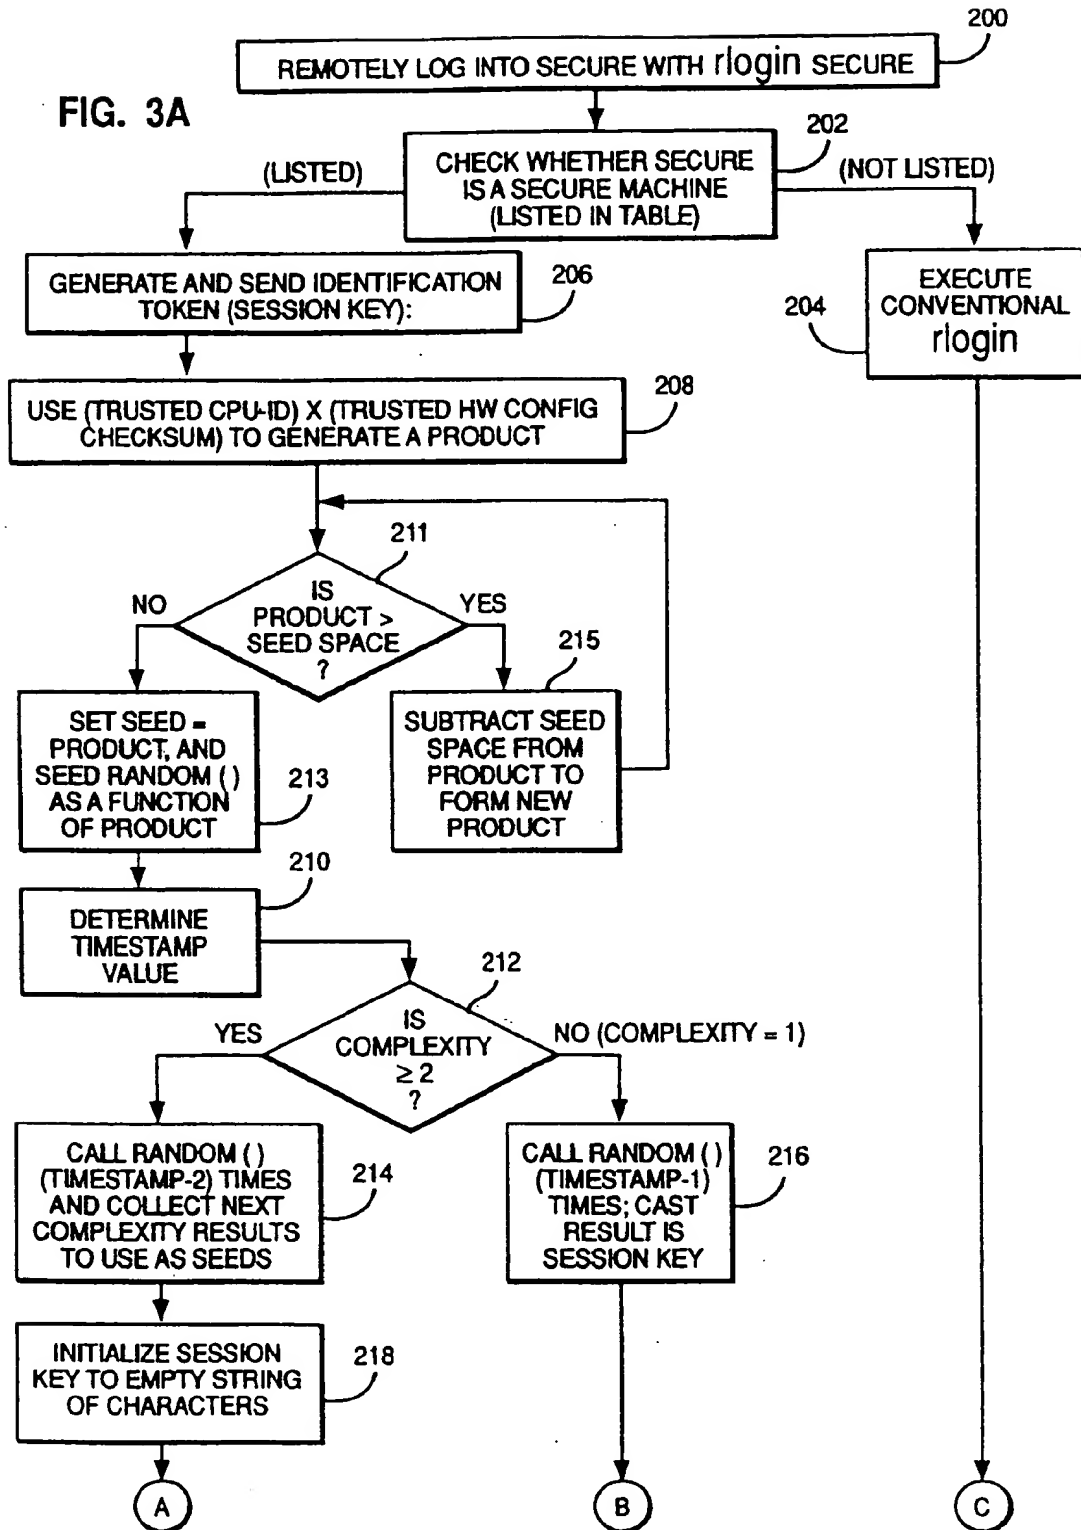 200
REMOTELY LOG INTO SECURE WITH rlogin SECURE
FIG. 3A
202
CHECK WHETHER SECURE
IS A SECURE MACHINE
(LISTED IN TABLE)
(LISTED)
(NOT LISTED)
GENERATE AND SEND IDENTIFICATION
TOKEN (SESSION KEY):
206
EXECUTE
CONVENTIONAL
rlogin
204
USE (TRUSTED CPU-ID) X (TRUSTED HW CONFIG
CHECKSUM) TO GENERATE A PRODUCT
208
211
IS
PRODUCT >
SEED SPACE
?
NO
YES
215
SET SEED =
PRODUCT, AND
SEED RANDOM ( )
AS A FUNCTION
OF PRODUCT
213
SUBTRACT SEED
SPACE FROM
PRODUCT TO
FORM NEW
PRODUCT
210
DETERMINE
TIMESTAMP
VALUE
212
IS
COMPLEXITY
≥ 2
?
YES
NO (COMPLEXITY = 1)
CALL RANDOM ( )
(TIMESTAMP-2) TIMES
AND COLLECT NEXT
COMPLEXITY RESULTS
TO USE AS SEEDS
214
CALL RANDOM ( )
(TIMESTAMP-1)
TIMES; CAST
RESULT IS
SESSION KEY
216
INITIALIZE SESSION
KEY TO EMPTY STRING
OF CHARACTERS
218
A
B
C